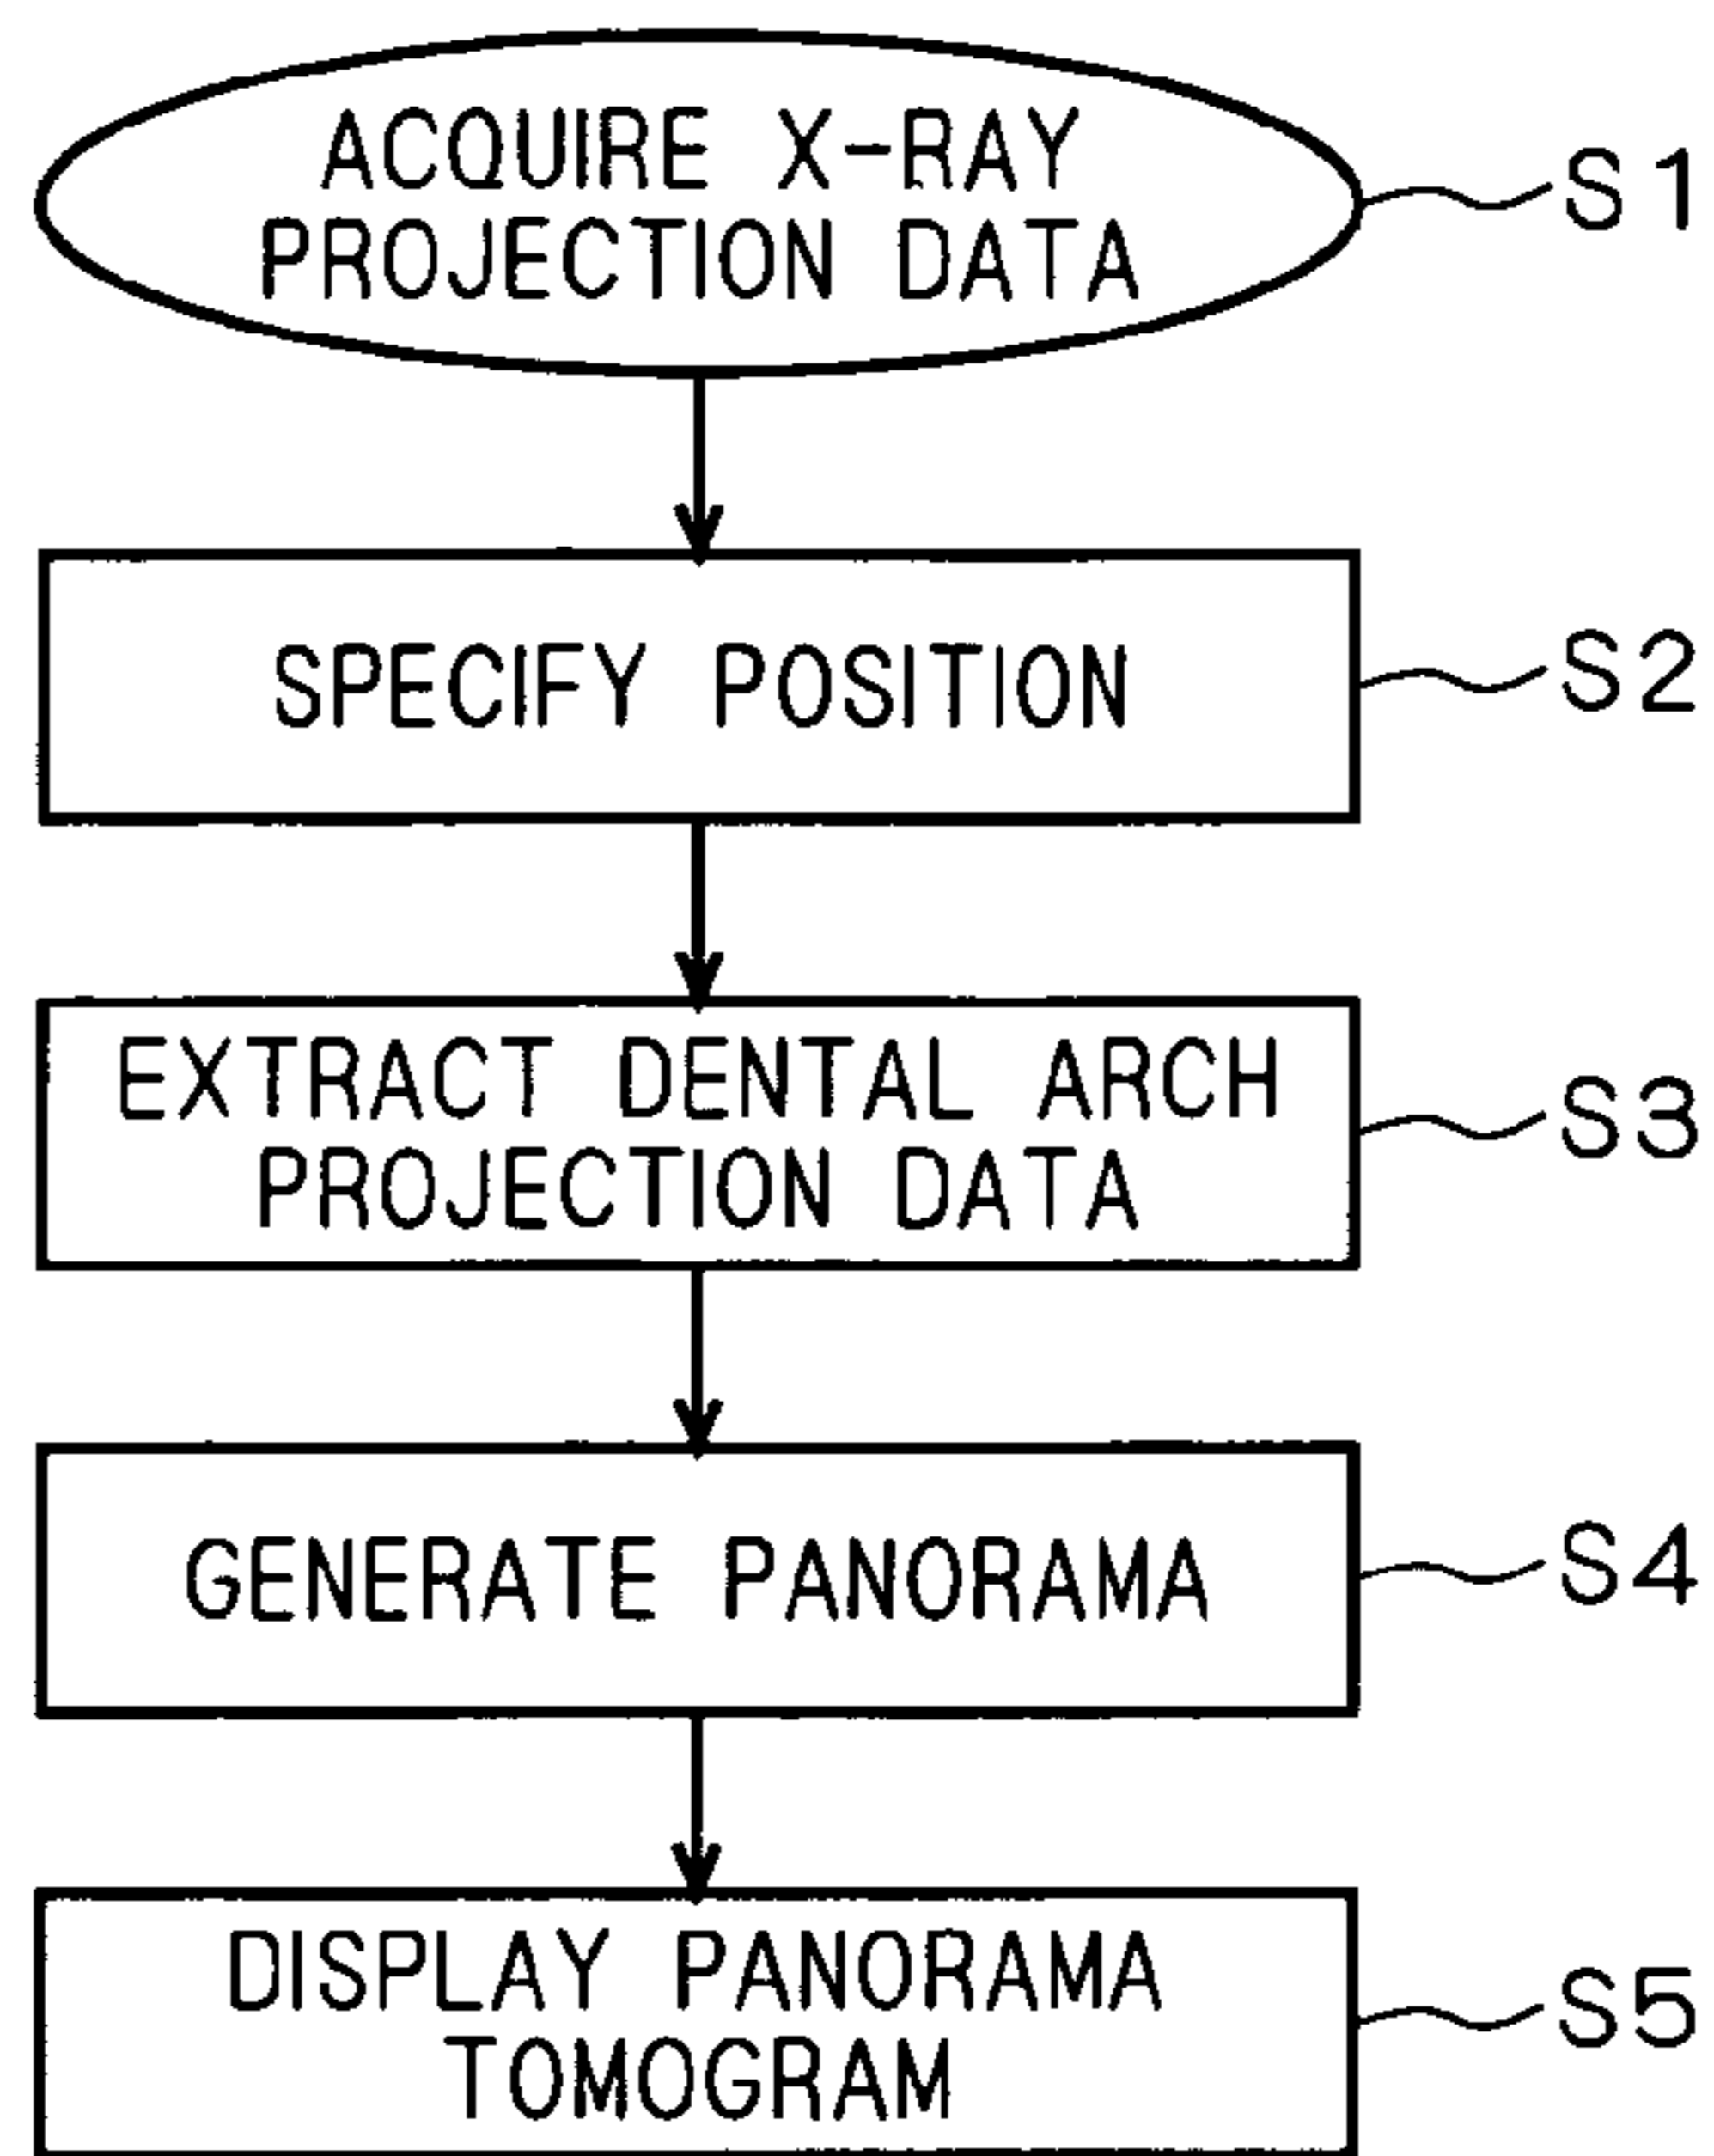 ACQUIRE X-RAY
PROJECTION DATA
S1
SPECIFY POSITION
S2
EXTRACT DENTAL ARCH
PROJECTION DATA
S3
GENERATE PANORAMA
S4
DISPLAY PANORAMA
TOMOGRAM
S5